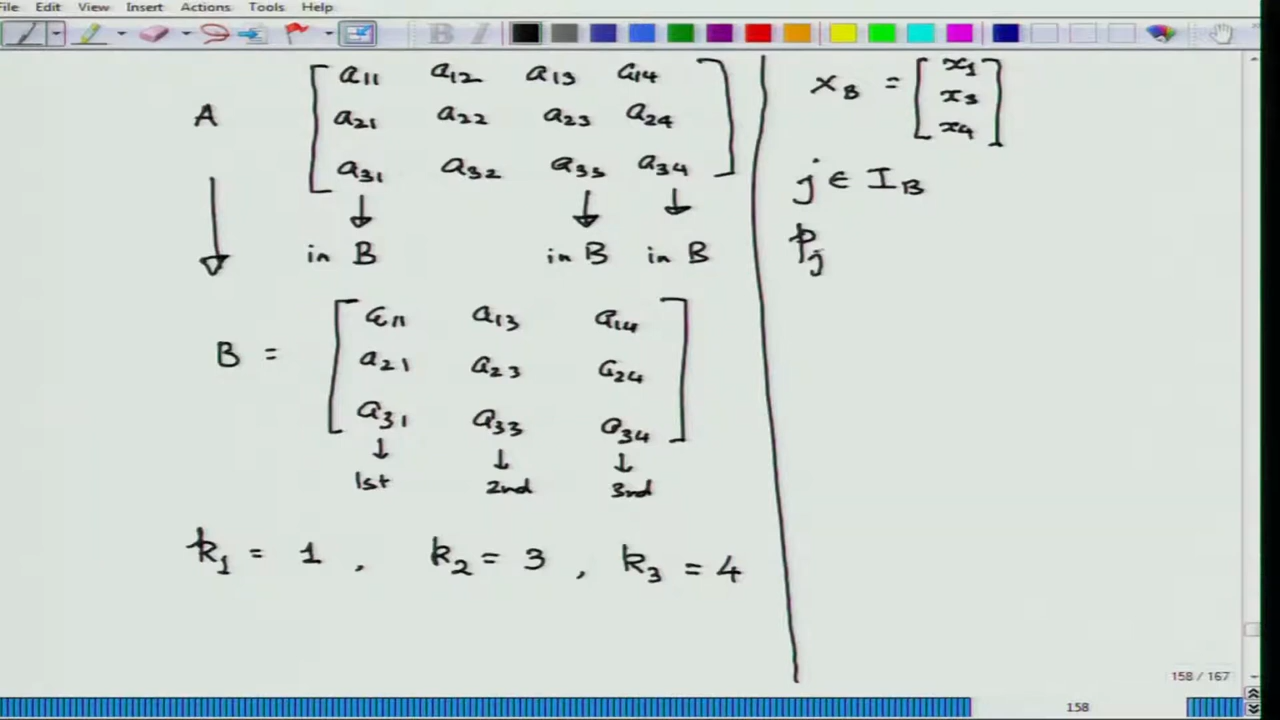 File Edit View Insert Actions Tools Help
A
a11 a12 a13 a14
a21 a22 a23 a24
a31 a32 a33 a34
in B in B in B
B =
a11 a13 a14
a21 a23 a24
a31 a33 a34
1st 2nd 3rd
k1 = 1 , k2 = 3 , k3 = 4
xB = [x1
x3
x4]
j ∈ IB
pj
158 / 167
158